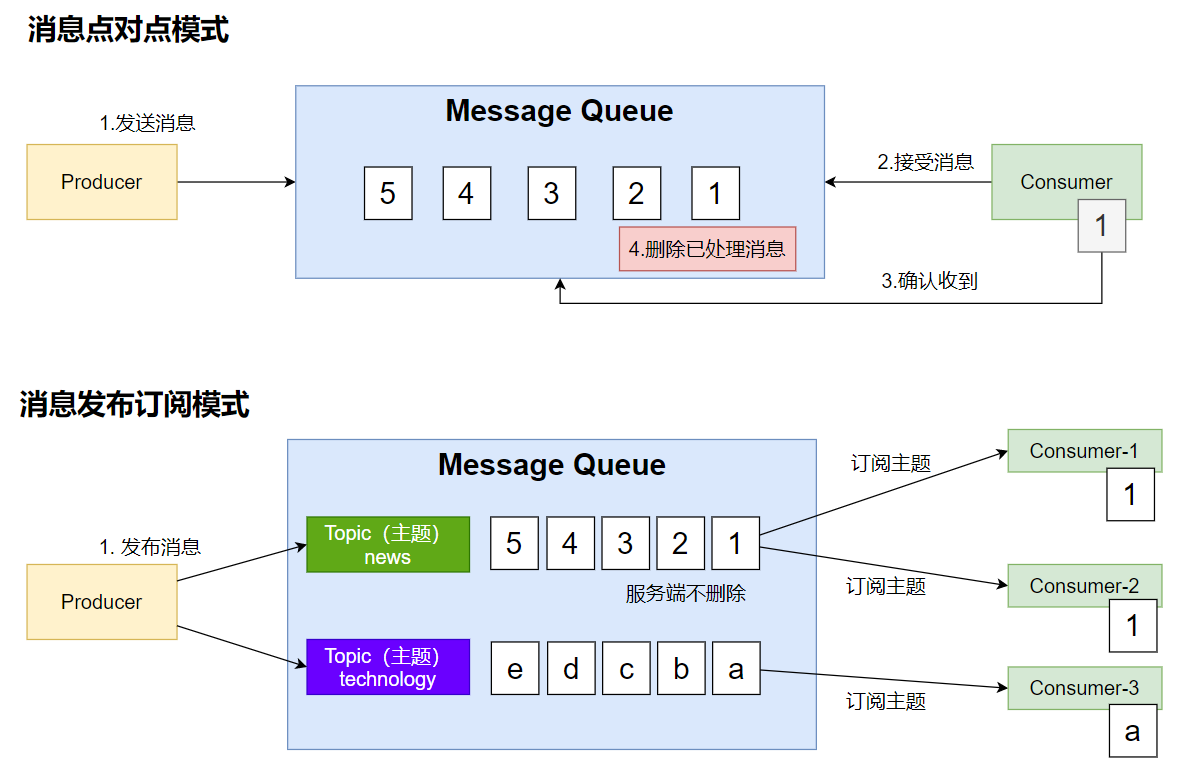 消息点对点模式
Message Queue
1.发送消息
Producer
5 4 3 2 1
2.接受消息
Consumer
1
4.删除已处理消息
3.确认收到
消息发布订阅模式
Message Queue
1. 发布消息
Producer
Topic（主题）
news
5 4 3 2 1
服务端不删除
Topic（主题）
technology
e d c b a
订阅主题
Consumer-1
1
订阅主题
Consumer-2
1
订阅主题
Consumer-3
a